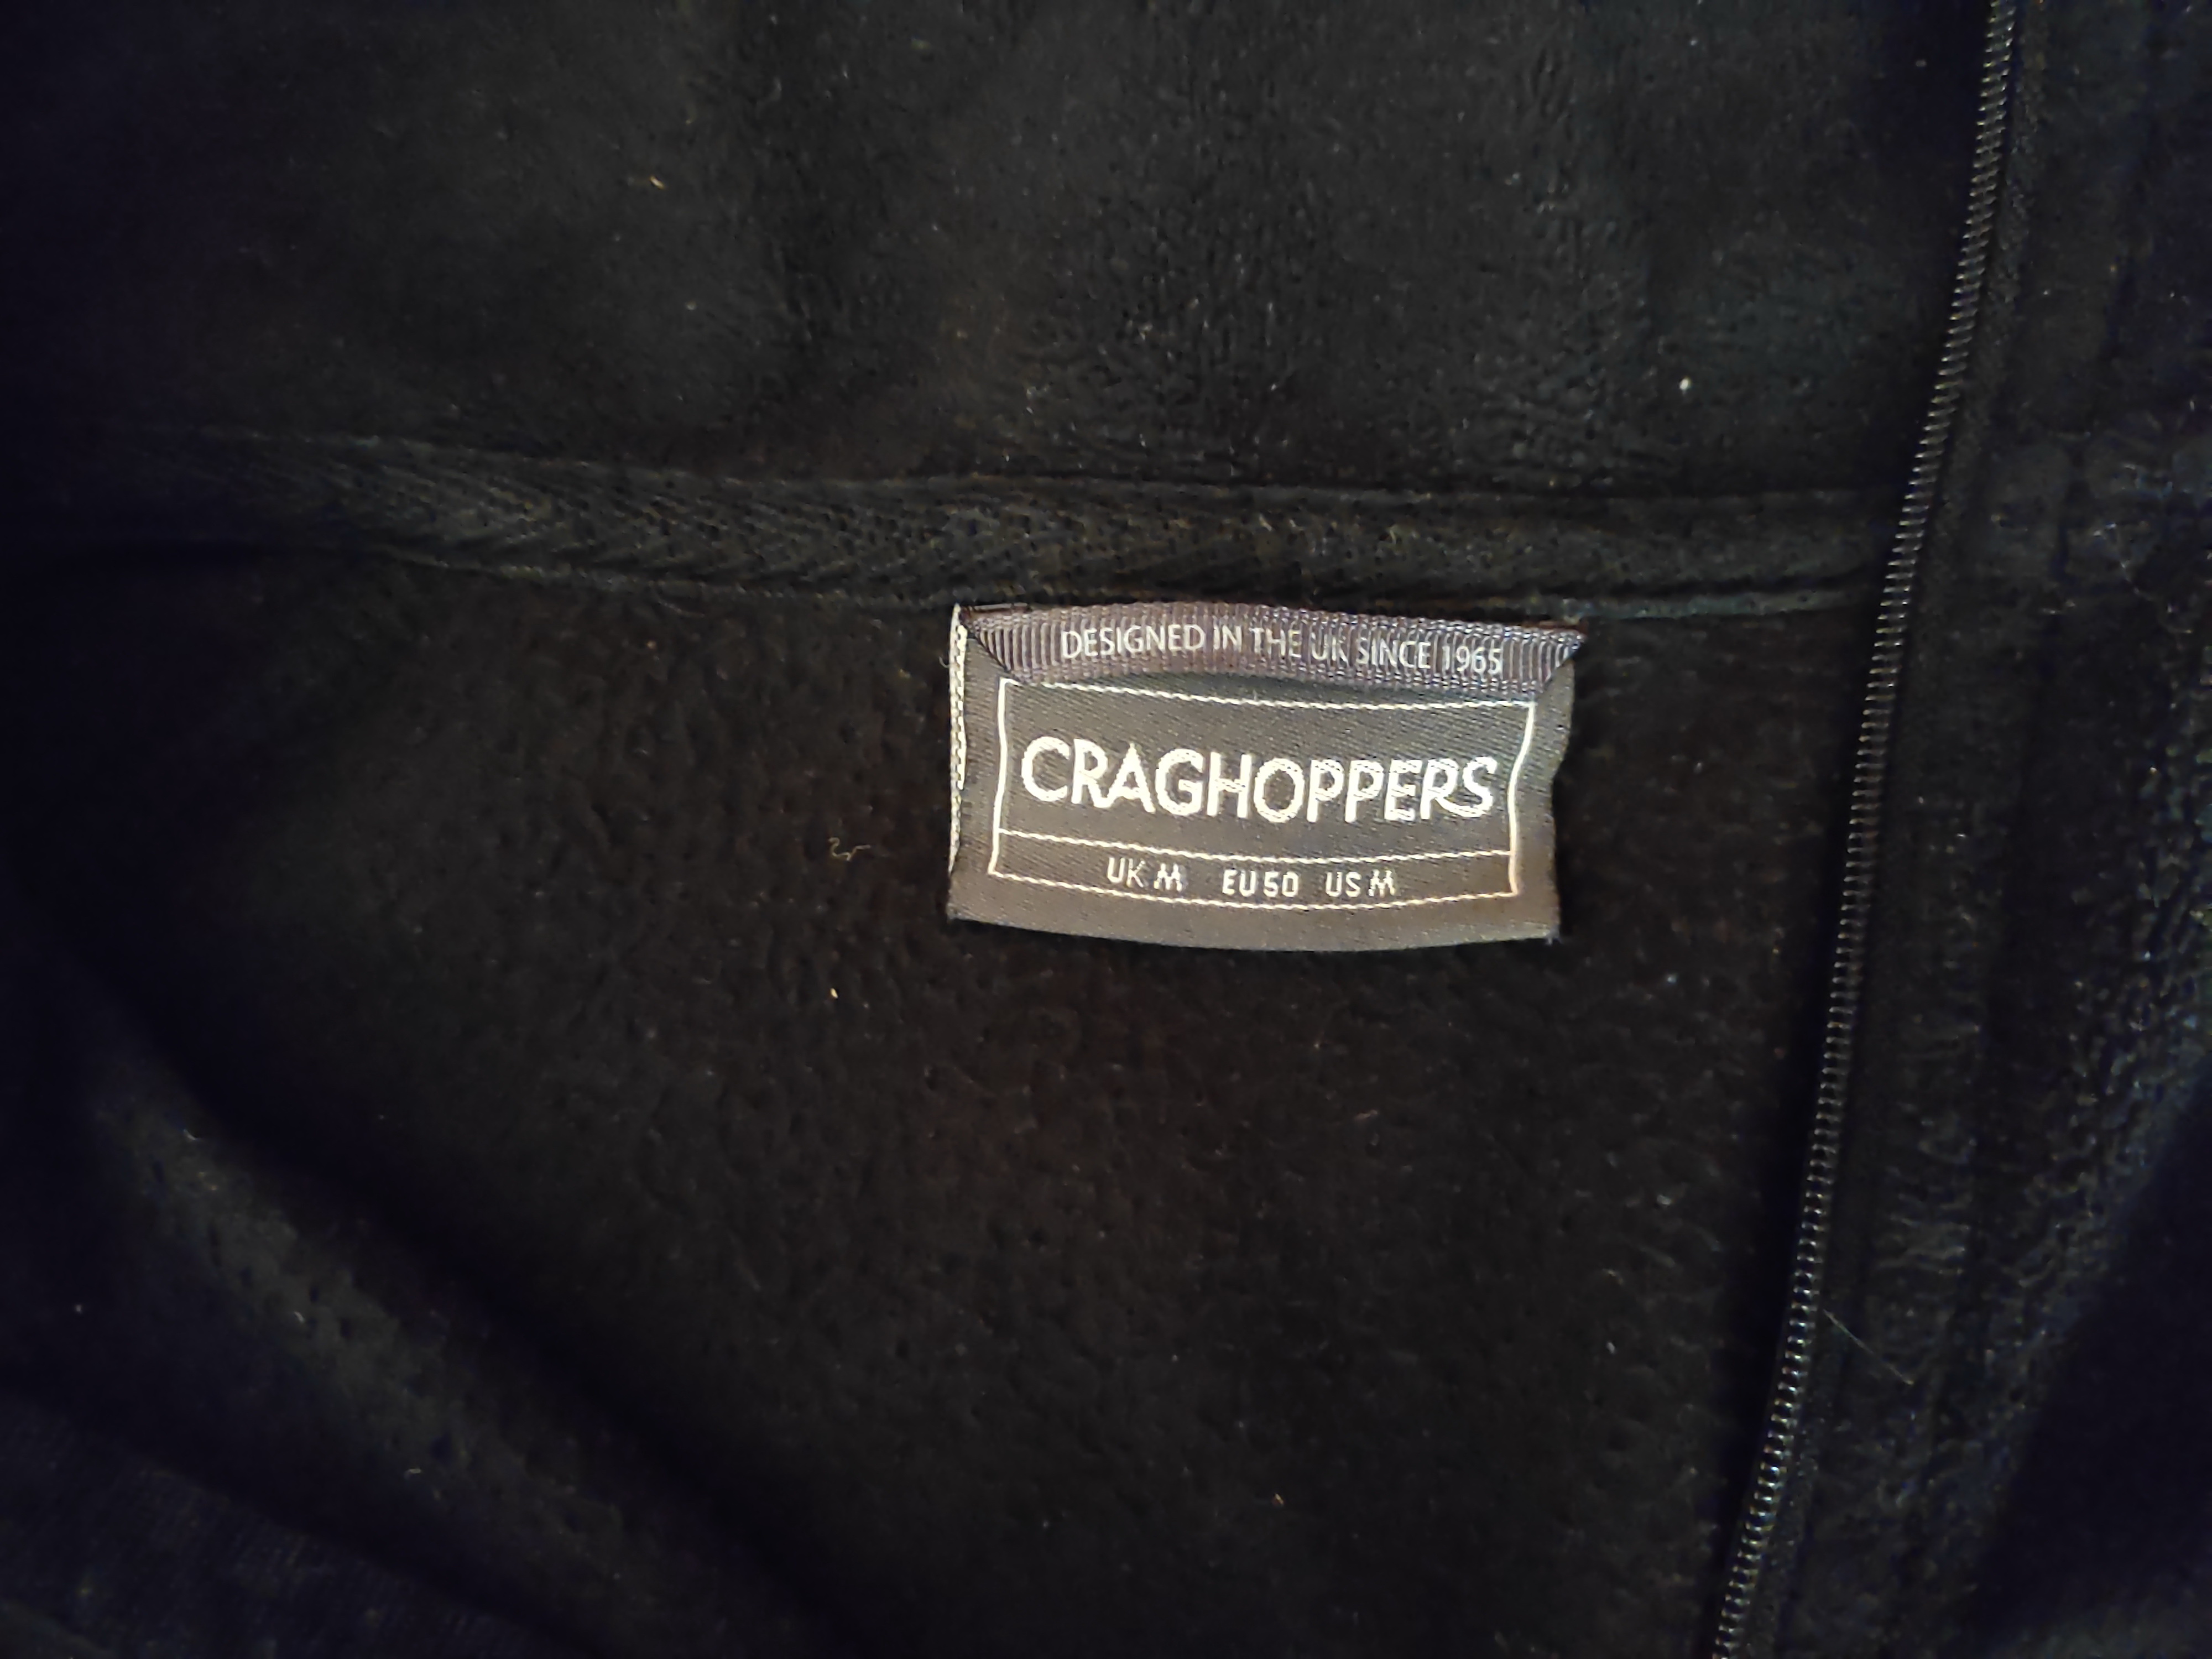 DESIGNED IN THE UK SINCE 1965
CRAGHOPPERS
UK M EU 50 US M